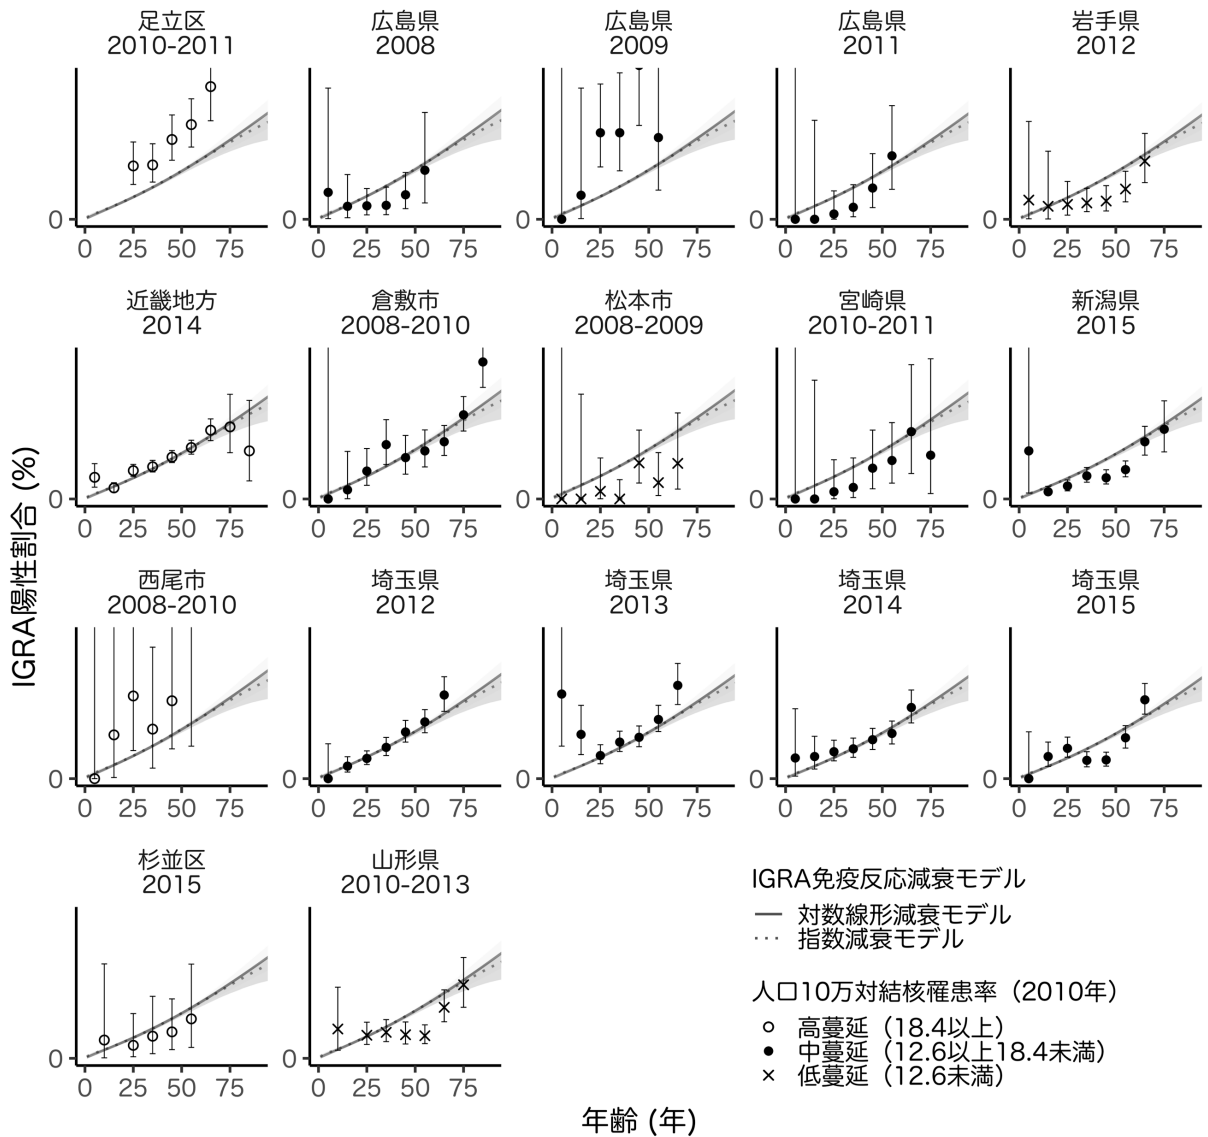 足立区
2010-2011
広島県
2008
広島県
2009
広島県
2011
岩手県
2012
0
0
0
0
0
0 25 50 75
0 25 50 75
0 25 50 75
0 25 50 75
0 25 50 75
近畿地方
2014
倉敷市
2008-2010
松本市
2008-2009
宮崎県
2010-2011
新潟県
2015
0
0
0
0
0
0 25 50 75
0 25 50 75
0 25 50 75
0 25 50 75
0 25 50 75
IGRA陽性割合 (%)
西尾市
2008-2010
埼玉県
2012
埼玉県
2013
埼玉県
2014
埼玉県
2015
0
0
0
0
0
0 25 50 75
0 25 50 75
0 25 50 75
0 25 50 75
0 25 50 75
杉並区
2015
山形県
2010-2013
0
0
0 25 50 75
0 25 50 75
IGRA免疫反応減衰モデル
対数線形減衰モデル
指数減衰モデル
人口10万対結核罹患率（2010年）
高蔓延（18.4以上）
中蔓延（12.6以上18.4未満）
低蔓延（12.6未満）
年齢 (年)